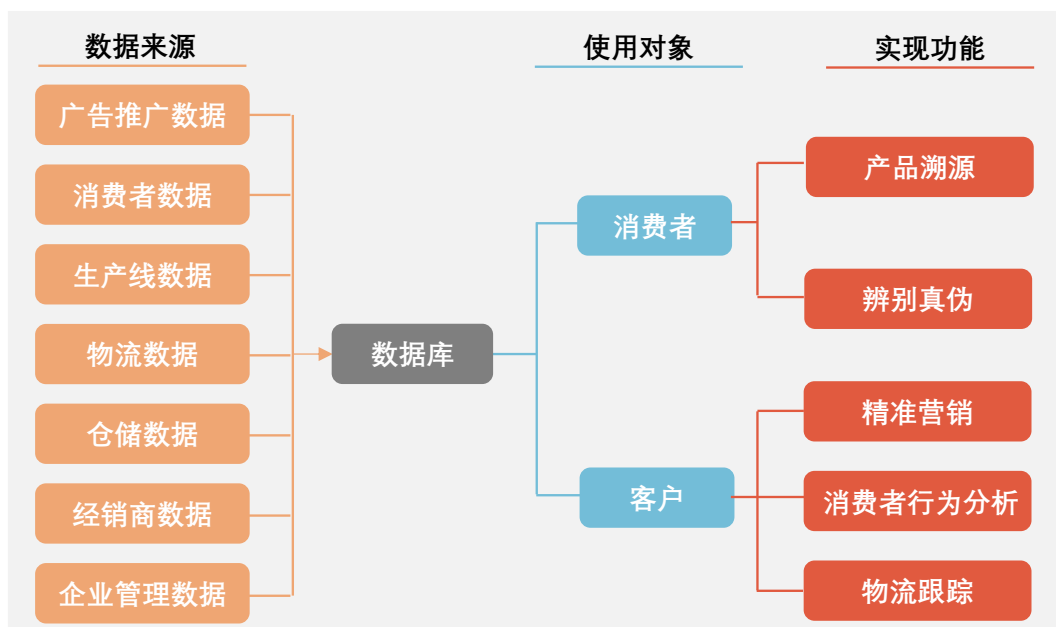 数据来源
使用对象
实现功能
广告推广数据
消费者数据
生产线数据
物流数据
仓储数据
经销商数据
企业管理数据
数据库
消费者
客户
产品溯源
辨别真伪
精准营销
消费者行为分析
物流跟踪